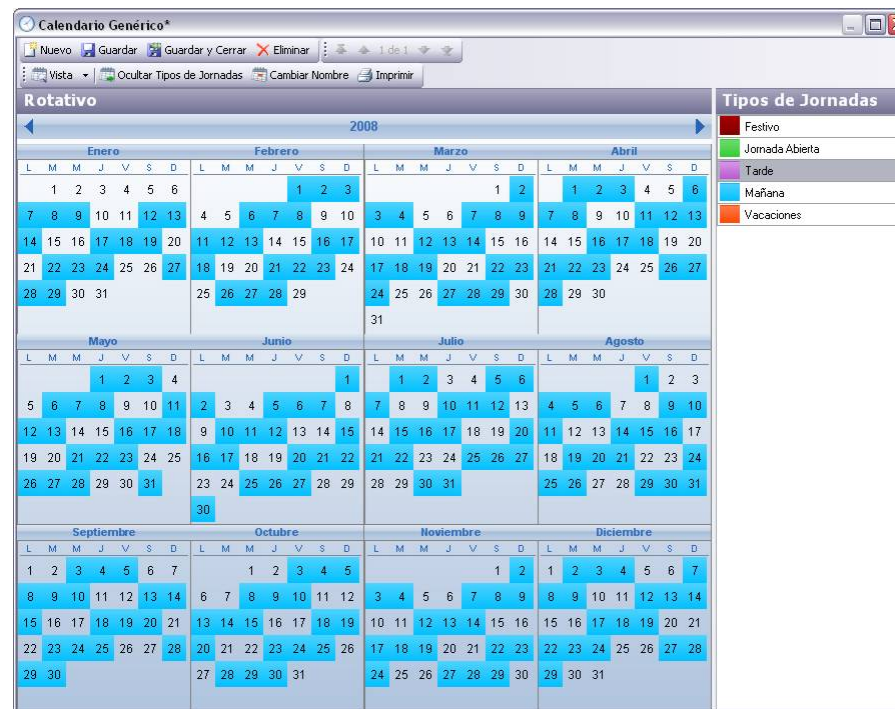 Calendario Genérico*
Nuevo Guardar Guardar y Cerrar Eliminar 1 de 1
Vista Ocultar Tipos de Jornadas Cambiar Nombre Imprimir
Rotativo
2008
Enero Febrero Marzo Abril
L M M J V S D L M M J V S D L M M J V S D L M M J V S D
1 2 3 4 5 6 1 2 3 1 2 1 2 3 4 5 6
7 8 9 10 11 12 13 4 5 6 7 8 9 10 3 4 5 6 7 8 9 7 8 9 10 11 12 13
14 15 16 17 18 19 20 11 12 13 14 15 16 17 10 11 12 13 14 15 16 14 15 16 17 18 19 20
21 22 23 24 25 26 27 18 19 20 21 22 23 24 17 18 19 20 21 22 23 21 22 23 24 25 26 27
28 29 30 31 25 26 27 28 29 24 25 26 27 28 29 30 28 29 30
31
Mayo Junio Julio Agosto
L M M J V S D L M M J V S D L M M J V S D L M M J V S D
1 2 3 4 1 1 2 3 4 5 6 1 2 3
5 6 7 8 9 10 11 2 3 4 5 6 7 8 7 8 9 10 11 12 13 4 5 6 7 8 9 10
12 13 14 15 16 17 18 9 10 11 12 13 14 15 14 15 16 17 18 19 20 11 12 13 14 15 16 17
19 20 21 22 23 24 25 16 17 18 19 20 21 22 21 22 23 24 25 26 27 18 19 20 21 22 23 24
26 27 28 29 30 31 23 24 25 26 27 28 29 28 29 30 31 25 26 27 28 29 30 31
30
Septiembre Octubre Noviembre Diciembre
L M M J V S D L M M J V S D L M M J V S D L M M J V S D
1 2 3 4 5 6 7 1 2 3 4 5 1 2 1 2 3 4 5 6 7
8 9 10 11 12 13 14 6 7 8 9 10 11 12 3 4 5 6 7 8 9 8 9 10 11 12 13 14
15 16 17 18 19 20 21 13 14 15 16 17 18 19 10 11 12 13 14 15 16 15 16 17 18 19 20 21
22 23 24 25 26 27 28 20 21 22 23 24 25 26 17 18 19 20 21 22 23 22 23 24 25 26 27 28
29 30 27 28 29 30 31 24 25 26 27 28 29 30 29 30 31
Tipos de Jornadas
Festivo
Jornada Abierta
Tarde
Mañana
Vacaciones